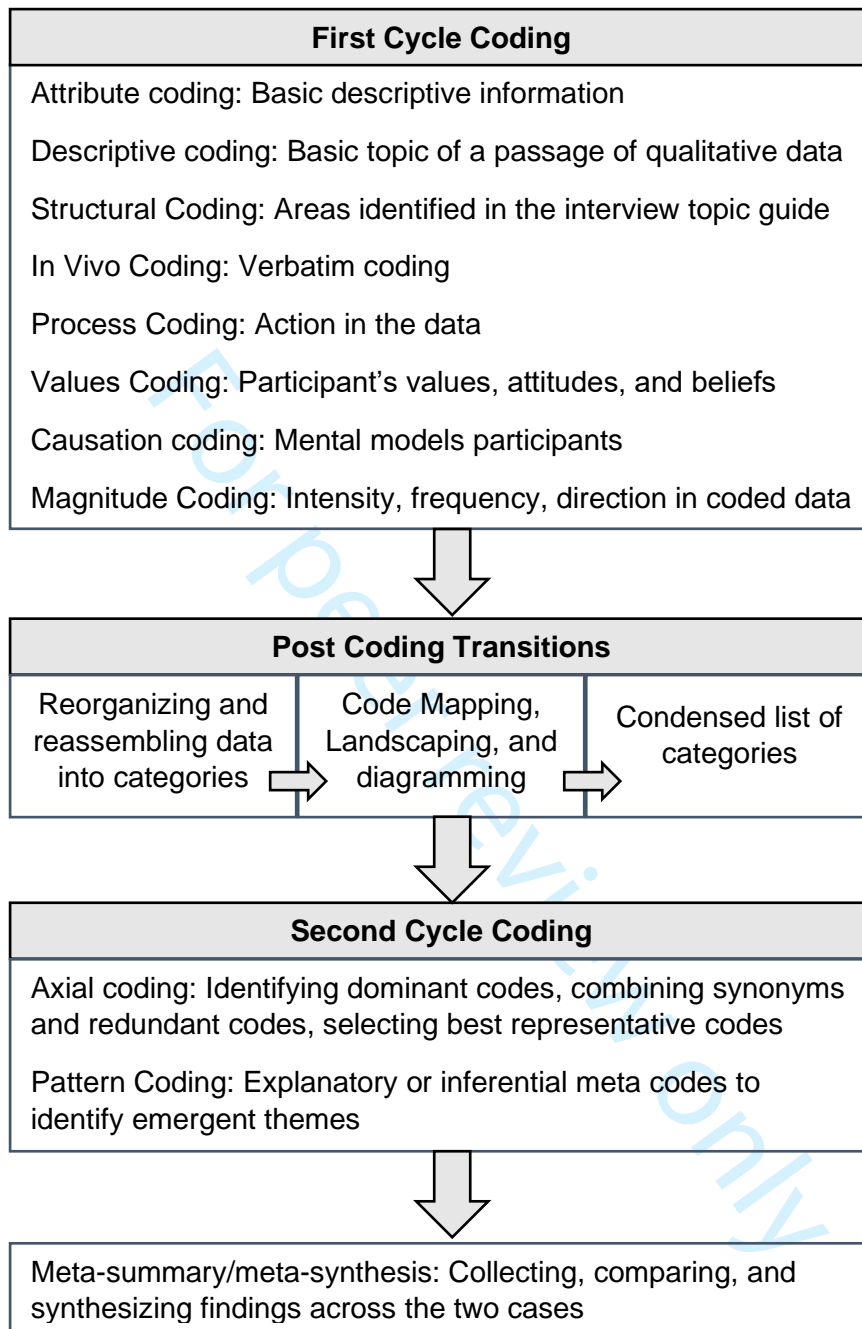 First Cycle Coding
Attribute coding: Basic descriptive information
Descriptive coding: Basic topic of a passage of qualitative data
Structural Coding: Areas identified in the interview topic guide
In Vivo Coding: Verbatim coding
Process Coding: Action in the data
Values Coding: Participant’s values, attitudes, and beliefs
Causation coding: Mental models participants
Magnitude Coding: Intensity, frequency, direction in coded data
Post Coding Transitions
Reorganizing and
reassembling data
into categories
Code Mapping,
Landscaping, and
diagramming
Condensed list of
categories
Second Cycle Coding
Axial coding: Identifying dominant codes, combining synonyms
and redundant codes, selecting best representative codes
Pattern Coding: Explanatory or inferential meta codes to
identify emergent themes
Meta-summary/meta-synthesis: Collecting, comparing, and
synthesizing findings across the two cases
For peer review only